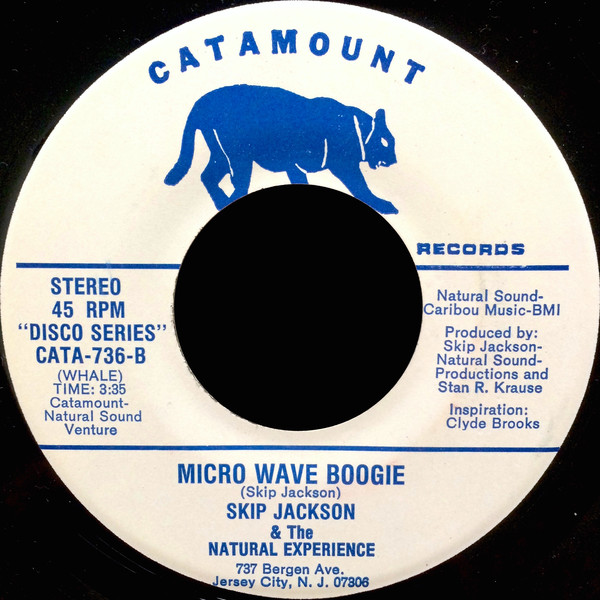 CATAMOUNT
RECORDS
STEREO
45 RPM
"DISCO SERIES"
CATA-736-B
(WHALE)
TIME: 3:35
Catamount-
Natural Sound
Venture
Natural Sound-
Caribou Music-BMI
Produced by:
Skip Jackson-
Natural Sound-
Productions and
Stan R. Krause
Inspiration:
Clyde Brooks
MICRO WAVE BOOGIE
(Skip Jackson)
SKIP JACKSON
& The
NATURAL EXPERIENCE
737 Bergen Ave.
Jersey City, N. J. 07306